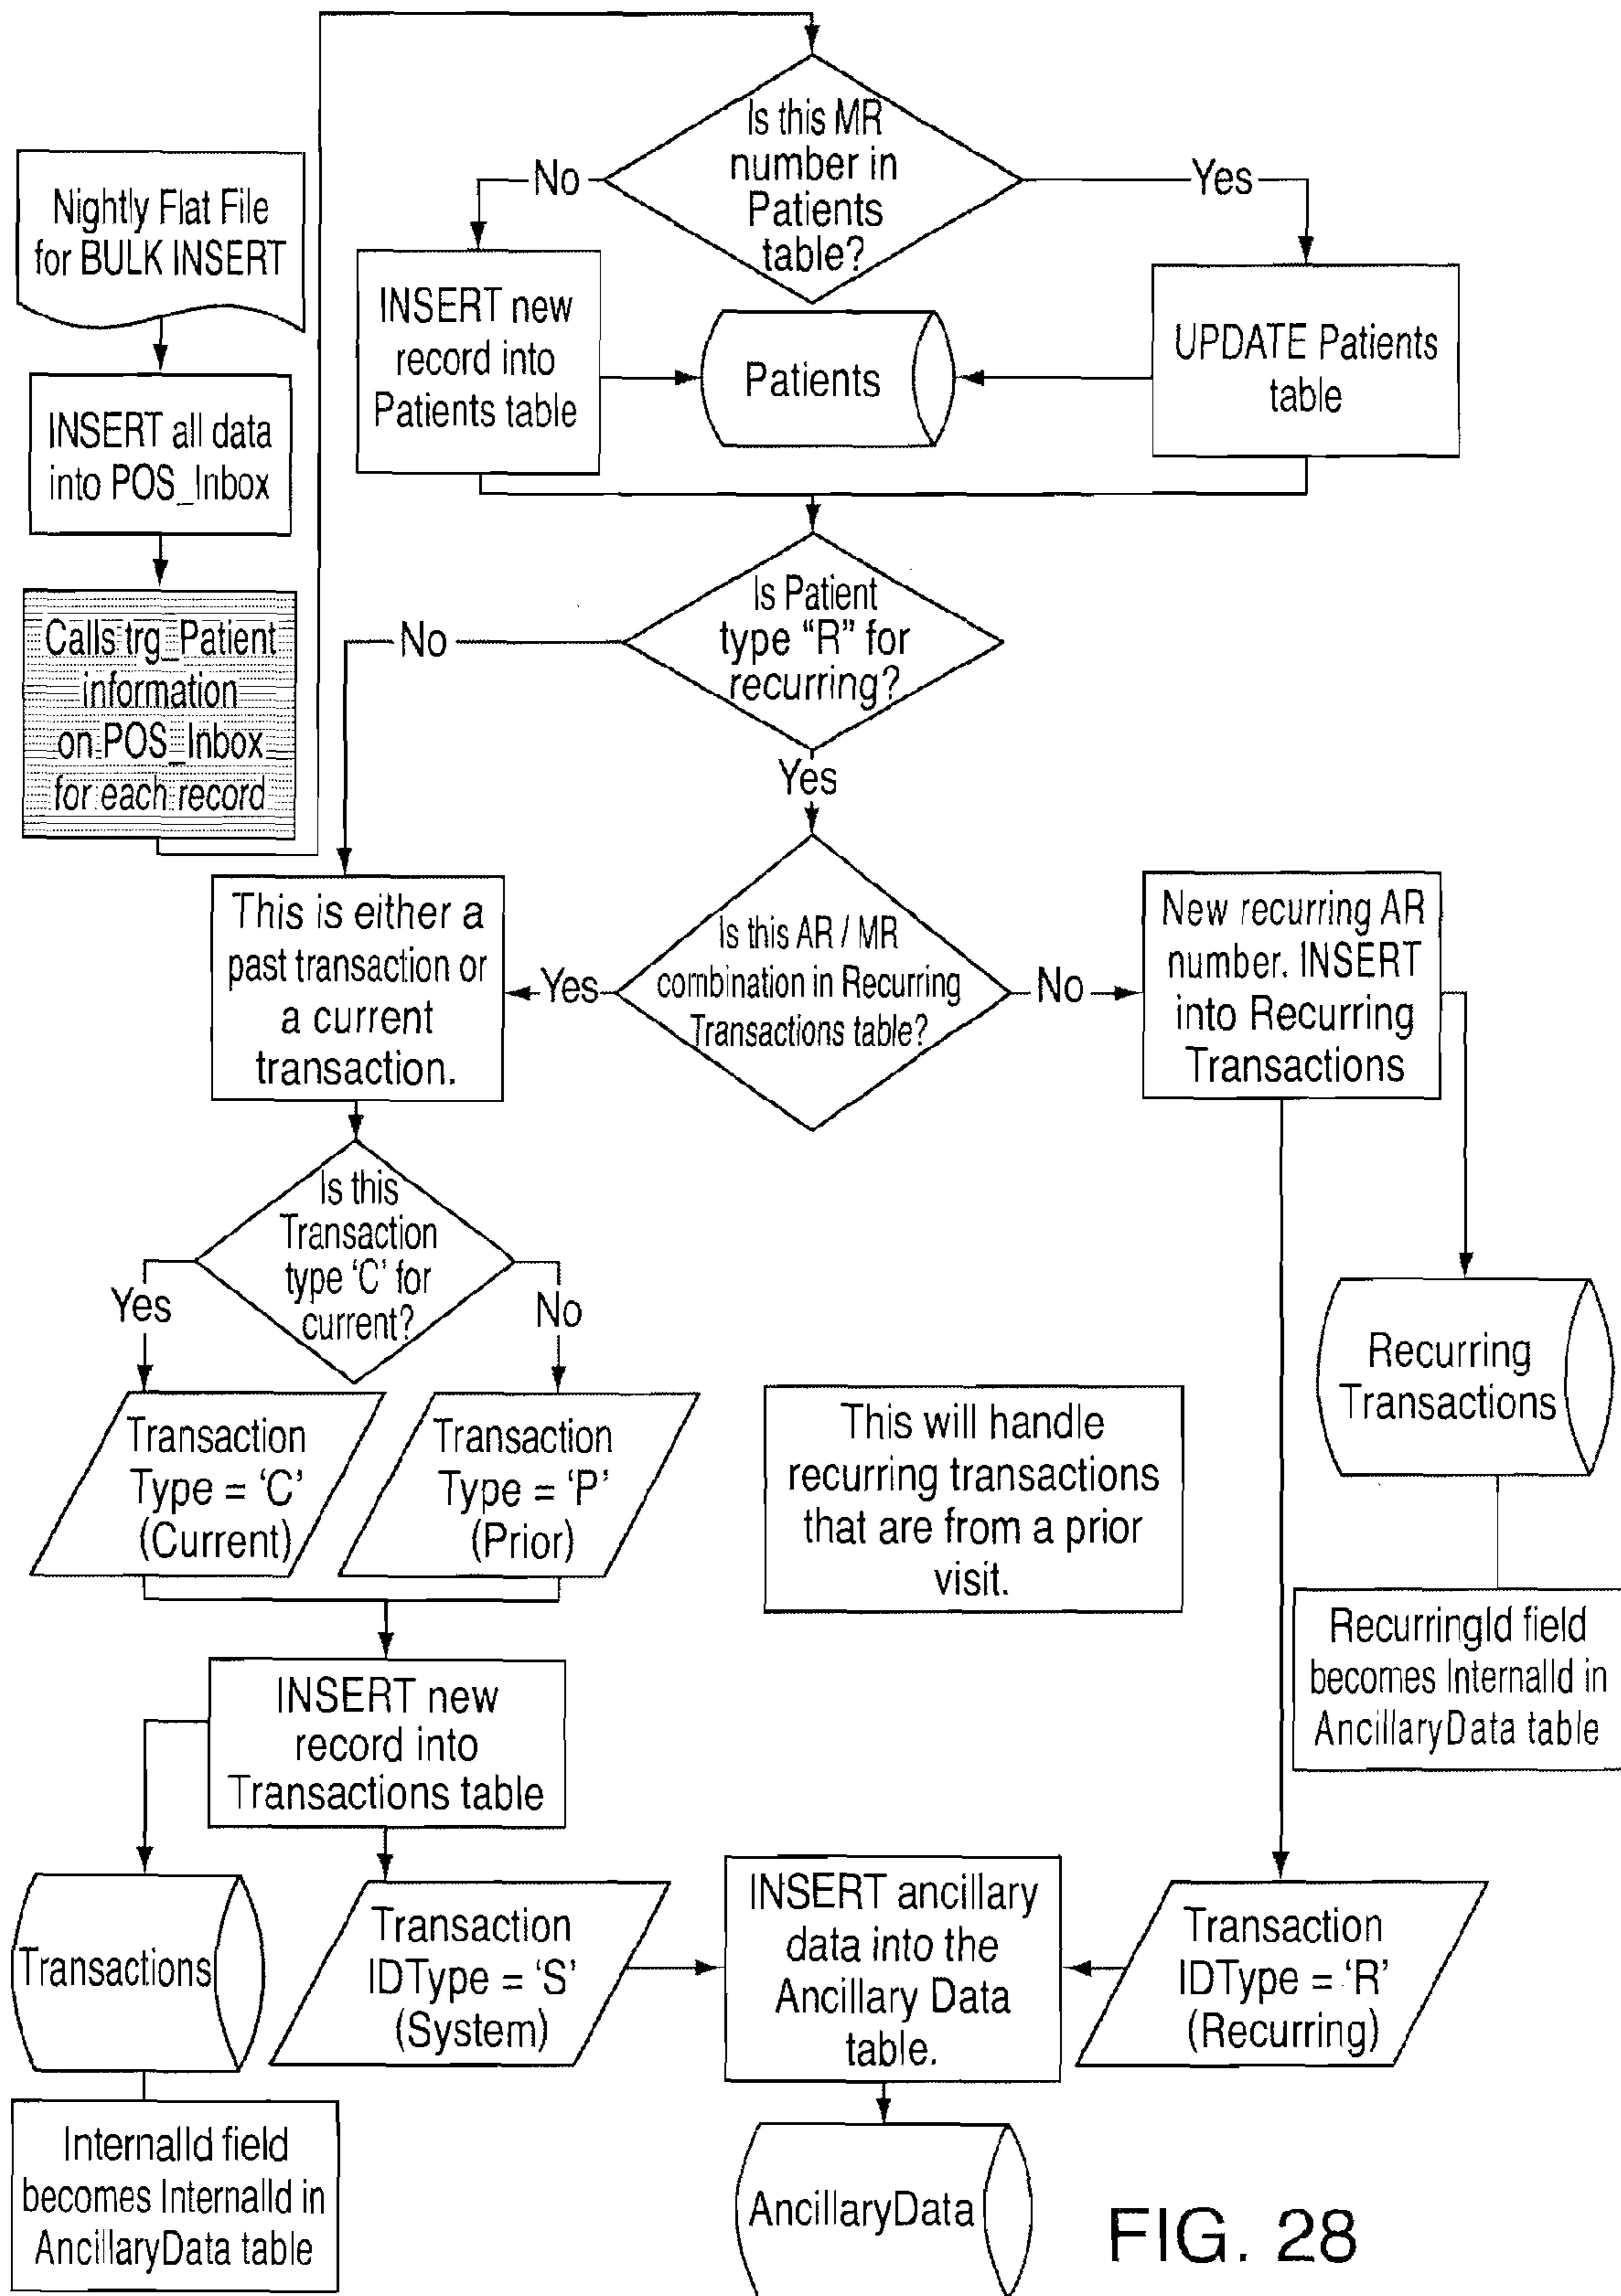 Nightly Flat File
for BULK INSERT
INSERT all data
into POS_Inbox
Calls trg_Patient
information
on POS_Inbox
for each record
Is this MR
number in
Patients
table?
No
Yes
INSERT new
record into
Patients table
Patients
UPDATE Patients
table
Is Patient
type "R" for
recurring?
No
Yes
Is this AR / MR
combination in Recurring
Transactions table?
Yes
No
This is either a
past transaction or
a current
transaction.
New recurring AR
number. INSERT
into Recurring
Transactions
Is this
Transaction
type 'C' for
current?
Yes
No
Transaction
Type = 'C'
(Current)
Transaction
Type = 'P'
(Prior)
This will handle
recurring transactions
that are from a prior
visit.
Recurring
Transactions
RecurringId field
becomes InternalId in
AncillaryData table
INSERT new
record into
Transactions table
Transactions
Transaction
IDType = 'S'
(System)
INSERT ancillary
data into the
Ancillary Data
table.
Transaction
IDType = 'R'
(Recurring)
InternalId field
becomes InternalId in
AncillaryData table
AncillaryData
FIG. 28